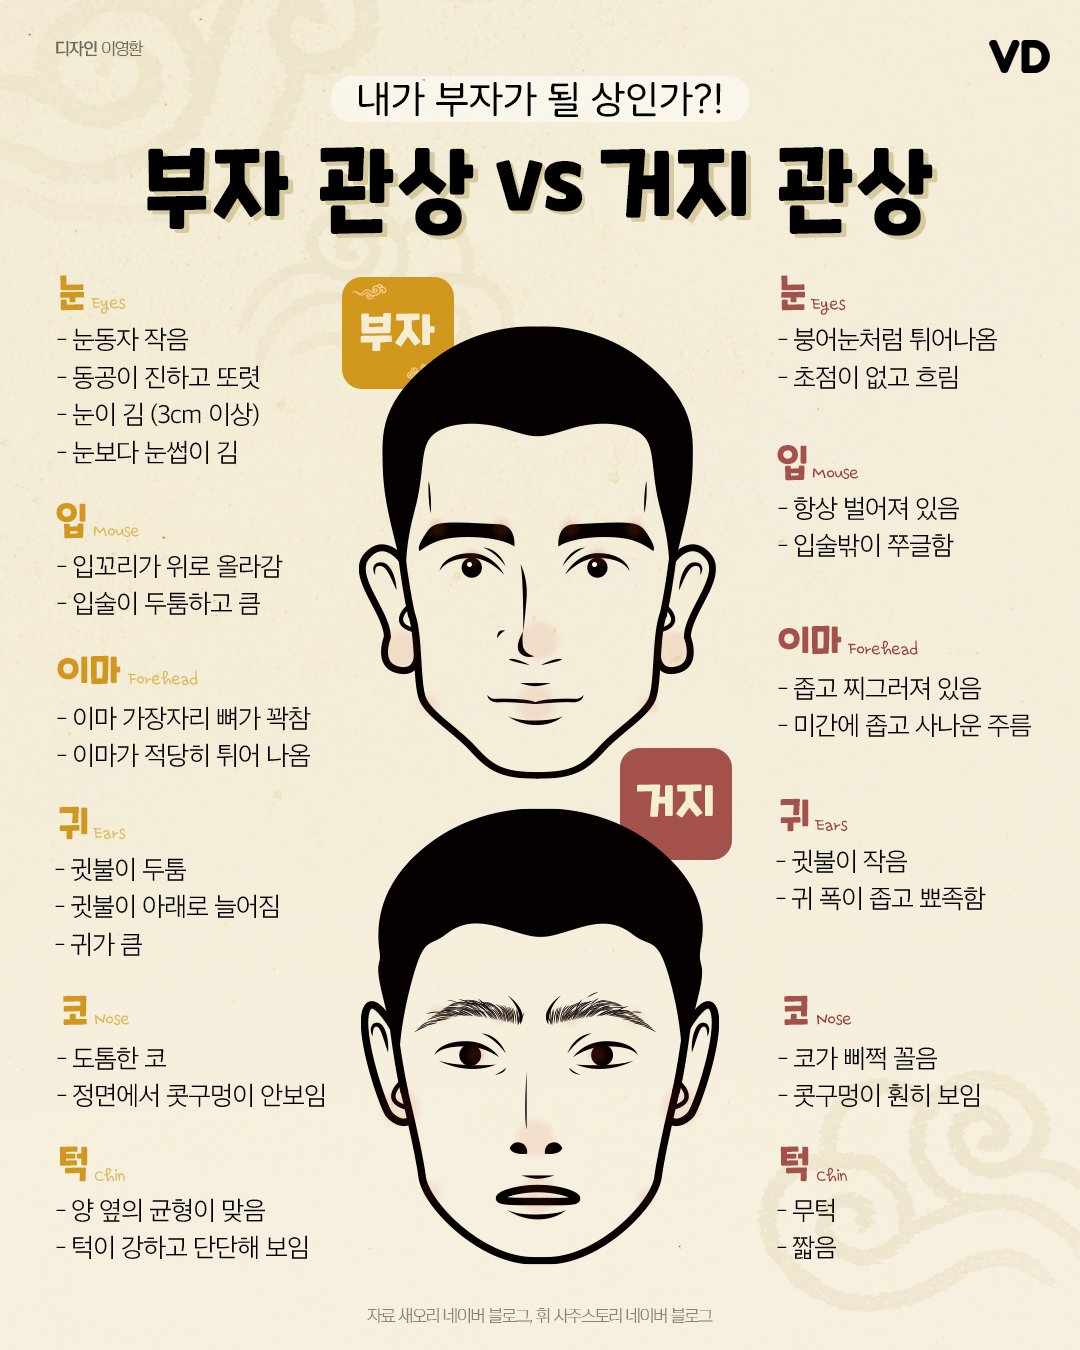 디자인 이영환
VD
내가 부자가 될 상인가?!
부자 관상 VS 거지 관상
부자
눈 Eyes
- 눈동자 작음
- 동공이 진하고 또렷
- 눈이 김 (3cm 이상)
- 눈보다 눈썹이 김
입 Mouse
- 입꼬리가 위로 올라감
- 입술이 두툼하고 큼
이마 Forehead
- 이마 가장자리 뼈가 꽉참
- 이마가 적당히 튀어 나옴
귀 Ears
- 귓불이 두툼
- 귓불이 아래로 늘어짐
- 귀가 큼
코 Nose
- 도톰한 코
- 정면에서 콧구멍이 안보임
턱 Chin
- 양 옆의 균형이 맞음
- 턱이 강하고 단단해 보임
거지
눈 Eyes
- 붕어눈처럼 튀어나옴
- 초점이 없고 흐림
입 Mouse
- 항상 벌어져 있음
- 입술밖이 쭈글함
이마 Forehead
- 좁고 찌그러져 있음
- 미간에 좁고 사나운 주름
귀 Ears
- 귓불이 작음
- 귀 폭이 좁고 뾰족함
코 Nose
- 코가 삐쩍 꼴음
- 콧구멍이 훤히 보임
턱 Chin
- 무턱
- 짧음
자료 새오리 네이버 블로그, 휘 사주스토리 네이버 블로그